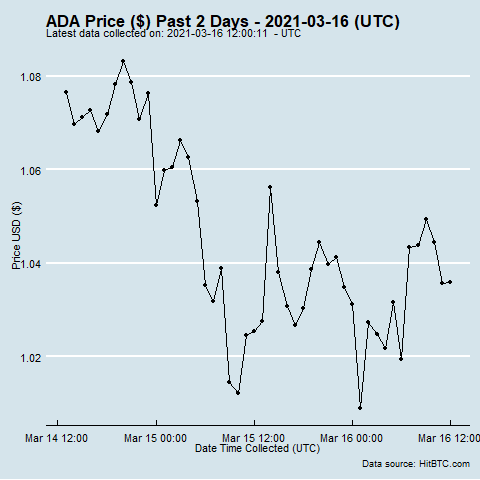 ADA Price ($) Past 2 Days - 2021-03-16 (UTC)
Latest data collected on: 2021-03-16 12:00:11 - UTC
1.08
1.06
1.04
1.02
Price USD ($)
Mar 14 12:00 Mar 15 00:00 Mar 15 12:00 Mar 16 00:00 Mar 16 12:00
Date Time Collected (UTC)
Data source: HitBTC.com